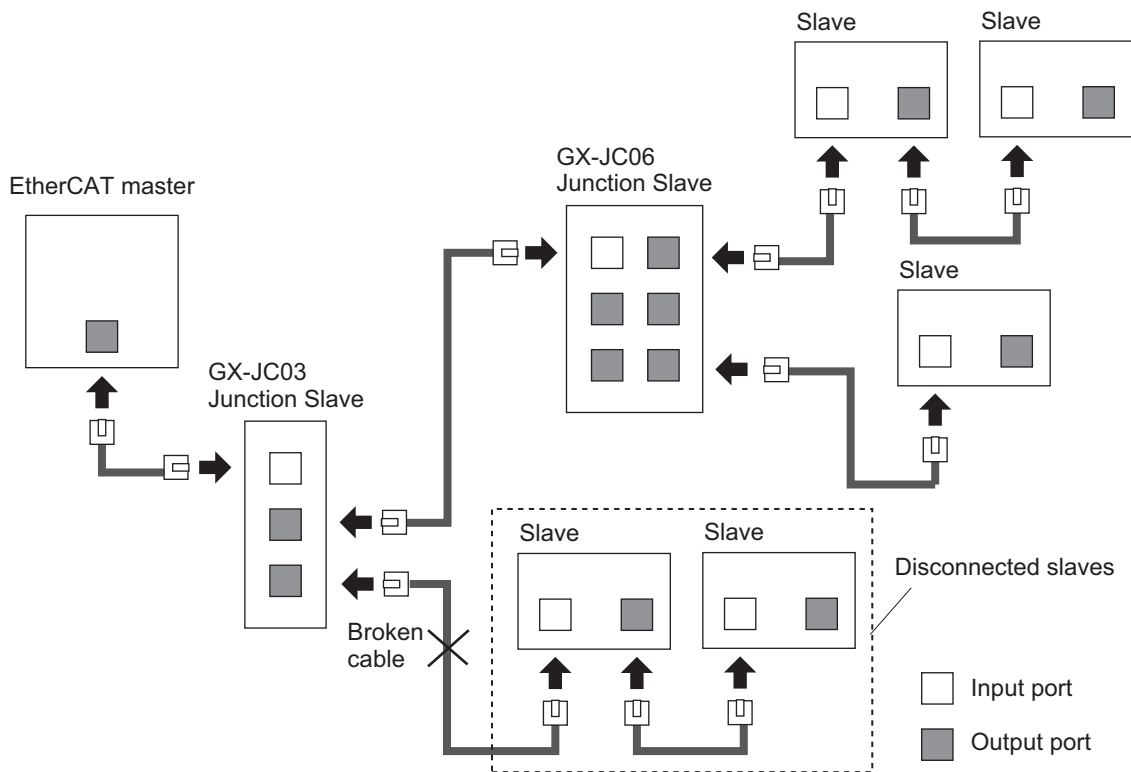 Slave
Slave
GX-JC06
Junction Slave
EtherCAT master
Slave
GX-JC03
Junction Slave
Slave
Slave
Disconnected slaves
Broken
cable
Input port
Output port